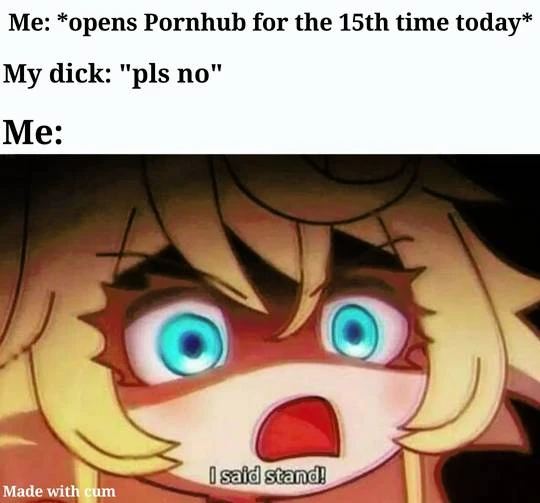 Me: *opens Pornhub for the 15th time today*
My dick: "pls no"
Me:
I said stand!
Made with cum